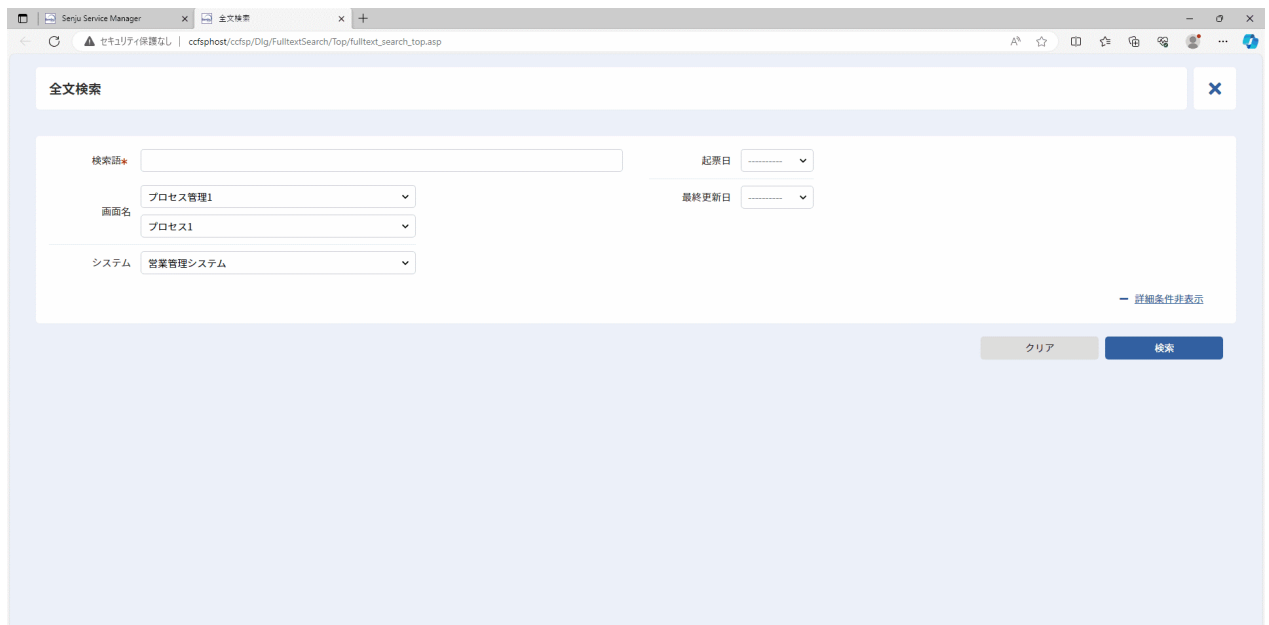 Senju Service Manager
全文検索
セキュリティ保護なし | ccfsphost/ccfsp/Dlg/FulltextSearch/Top/fulltext_search_top.asp
全文検索
検索語*
起票日 ----------
画面名
プロセス管理1
最終更新日 ----------
プロセス1
システム 営業管理システム
− 詳細条件非表示
クリア
検索